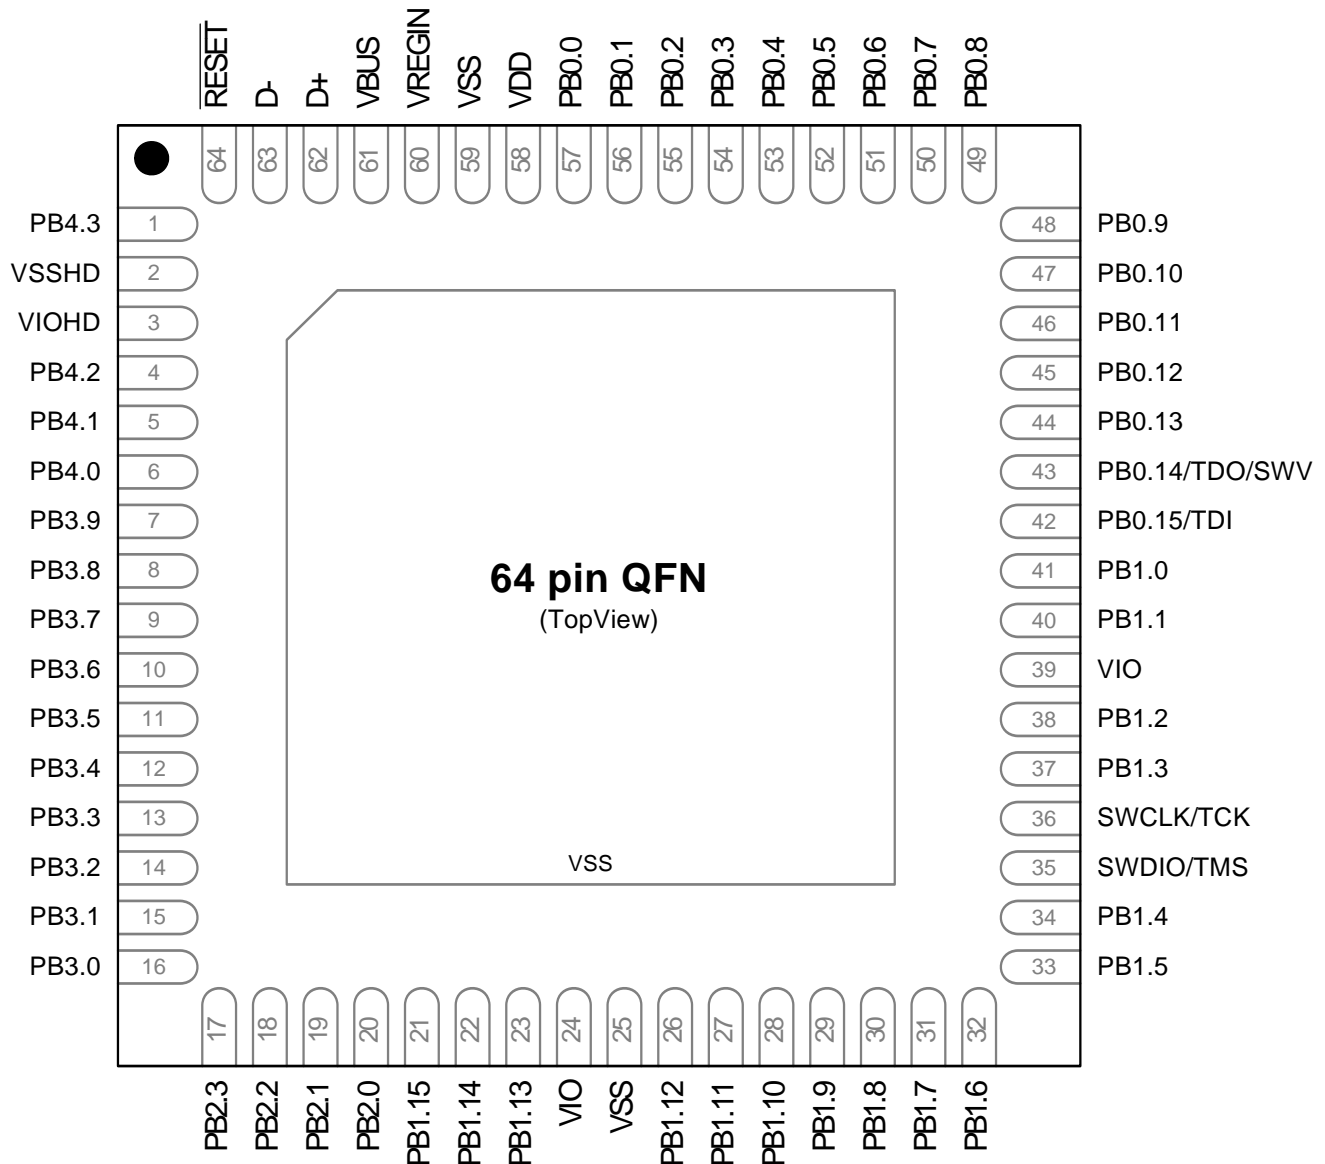 RESET
D-
D+
VBUS
VREGIN
VSS
VDD
PB0.0
PB0.1
PB0.2
PB0.3
PB0.4
PB0.5
PB0.6
PB0.7
PB0.8
64
63
62
61
60
59
58
57
56
55
54
53
52
51
50
49
PB4.3 1
VSSHD 2
VIOHD 3
PB4.2 4
PB4.1 5
PB4.0 6
PB3.9 7
PB3.8 8
PB3.7 9
PB3.6 10
PB3.5 11
PB3.4 12
PB3.3 13
PB3.2 14
PB3.1 15
PB3.0 16
64 pin QFN
(TopView)
VSS
48 PB0.9
47 PB0.10
46 PB0.11
45 PB0.12
44 PB0.13
43 PB0.14/TDO/SWV
42 PB0.15/TDI
41 PB1.0
40 PB1.1
39 VIO
38 PB1.2
37 PB1.3
36 SWCLK/TCK
35 SWDIO/TMS
34 PB1.4
33 PB1.5
17
18
19
20
21
22
23
24
25
26
27
28
29
30
31
32
PB2.3
PB2.2
PB2.1
PB2.0
PB1.15
PB1.14
PB1.13
VIO
VSS
PB1.12
PB1.11
PB1.10
PB1.9
PB1.8
PB1.7
PB1.6